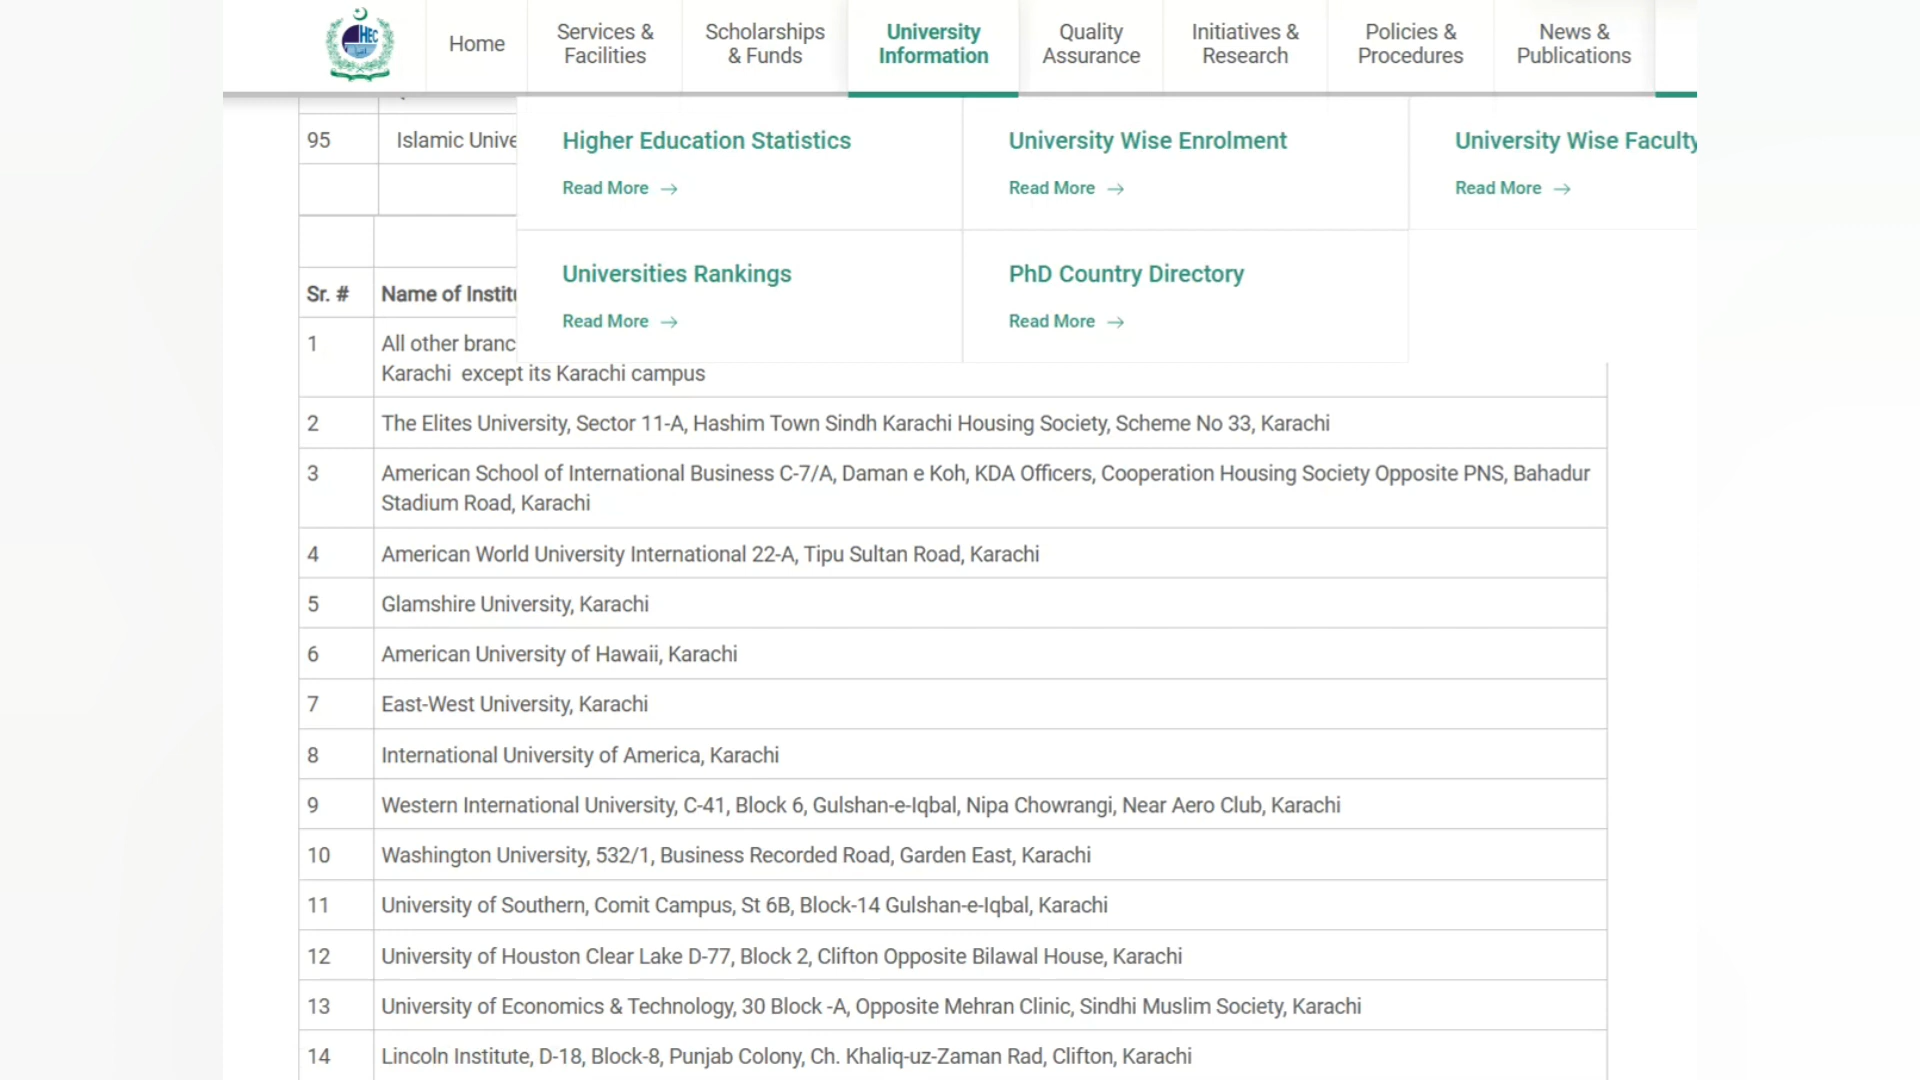 HEC
Home
Services &
Facilities
Scholarships
& Funds
University
Information
Quality
Assurance
Initiatives &
Research
Policies &
Procedures
News &
Publications
95 Islamic Unive
Higher Education Statistics
Read More
University Wise Enrolment
Read More
University Wise Faculty
Read More
Universities Rankings
Read More
PhD Country Directory
Read More
Sr. # Name of Institu
1 All other branc
Karachi except its Karachi campus
2 The Elites University, Sector 11-A, Hashim Town Sindh Karachi Housing Society, Scheme No 33, Karachi
3 American School of International Business C-7/A, Daman e Koh, KDA Officers, Cooperation Housing Society Opposite PNS, Bahadur
Stadium Road, Karachi
4 American World University International 22-A, Tipu Sultan Road, Karachi
5 Glamshire University, Karachi
6 American University of Hawaii, Karachi
7 East-West University, Karachi
8 International University of America, Karachi
9 Western International University, C-41, Block 6, Gulshan-e-Iqbal, Nipa Chowrangi, Near Aero Club, Karachi
10 Washington University, 532/1, Business Recorded Road, Garden East, Karachi
11 University of Southern, Comit Campus, St 6B, Block-14 Gulshan-e-Iqbal, Karachi
12 University of Houston Clear Lake D-77, Block 2, Clifton Opposite Bilawal House, Karachi
13 University of Economics & Technology, 30 Block -A, Opposite Mehran Clinic, Sindhi Muslim Society, Karachi
14 Lincoln Institute, D-18, Block-8, Punjab Colony, Ch. Khaliq-uz-Zaman Rad, Clifton, Karachi